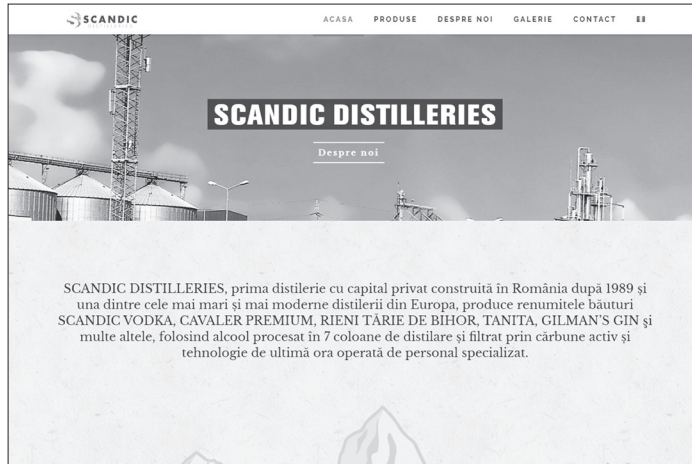 SCANDIC
ACASA PRODUSE DESPRE NOI GALERIE CONTACT
SCANDIC DISTILLERIES
Despre noi
SCANDIC DISTILLERIES, prima distilerie cu capital privat construită în România după 1989 și
una dintre cele mai mari și mai moderne distilerii din Europa, produce renumitele băuturi
SCANDIC VODKA, CAVALER PREMIUM, RIENI TĂRIE DE BIHOR, TANITA, GILMAN'S GIN și
multe altele, folosind alcool procesat în 7 coloane de distilare și filtrat prin cărbune activ și
tehnologie de ultimă ora operată de personal specializat.